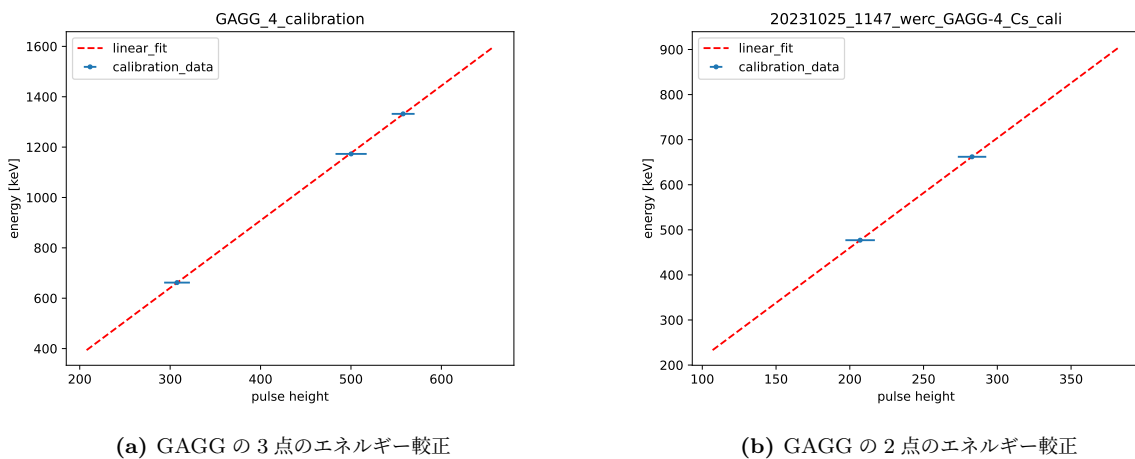 GAGG_4_calibration
linear_fit
calibration_data
1600
1400
1200
1000
800
600
400
energy [keV]
200 300 400 500 600
pulse height
(a) GAGG の 3 点のエネルギー較正
20231025_1147_werc_GAGG-4_Cs_cali
linear_fit
calibration_data
900
800
700
600
500
400
300
200
energy [keV]
100 150 200 250 300 350
pulse height
(b) GAGG の 2 点のエネルギー較正